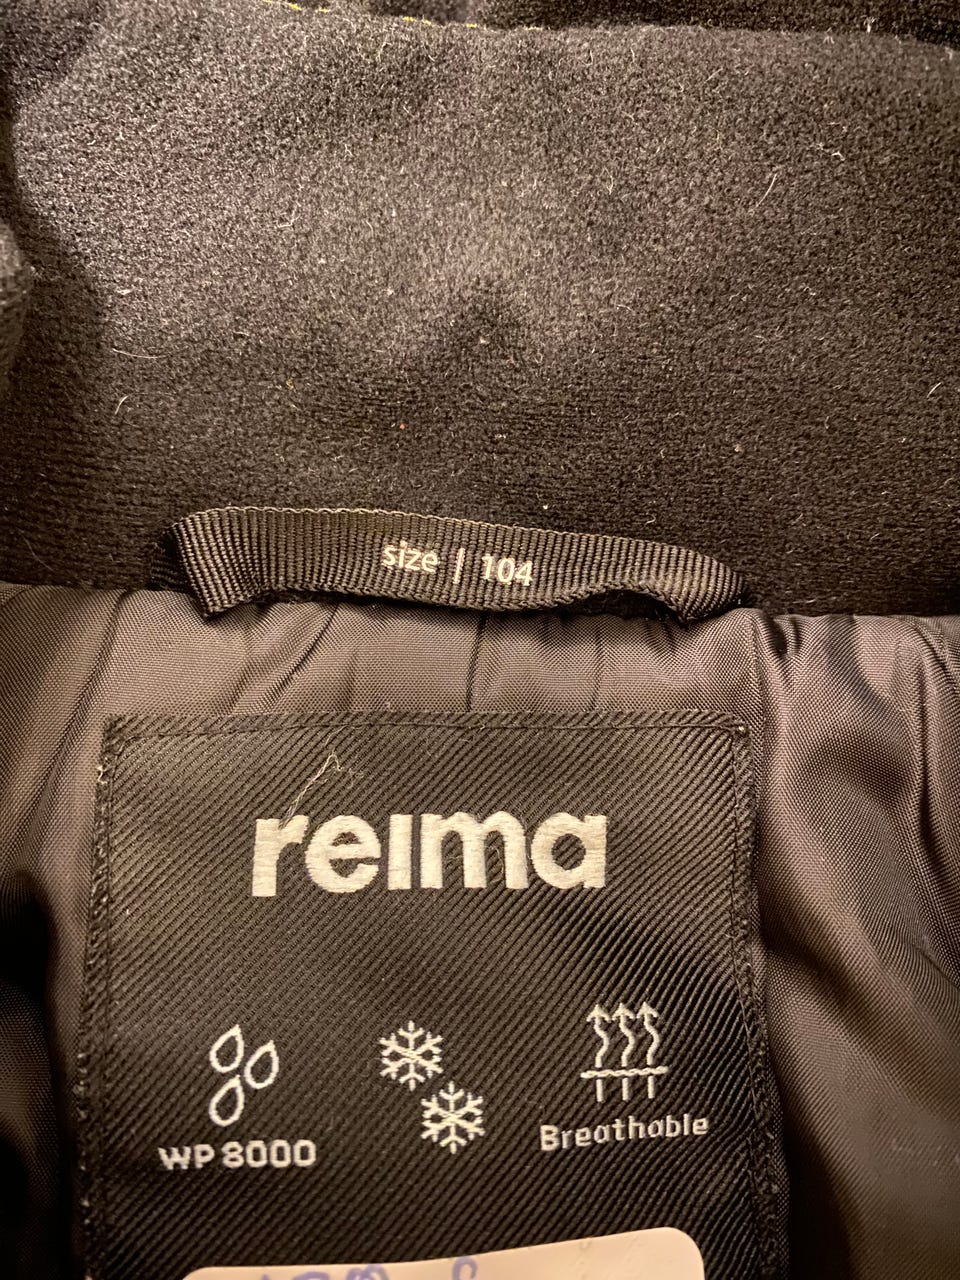 size | 104
reima
WP 8000
Breathable